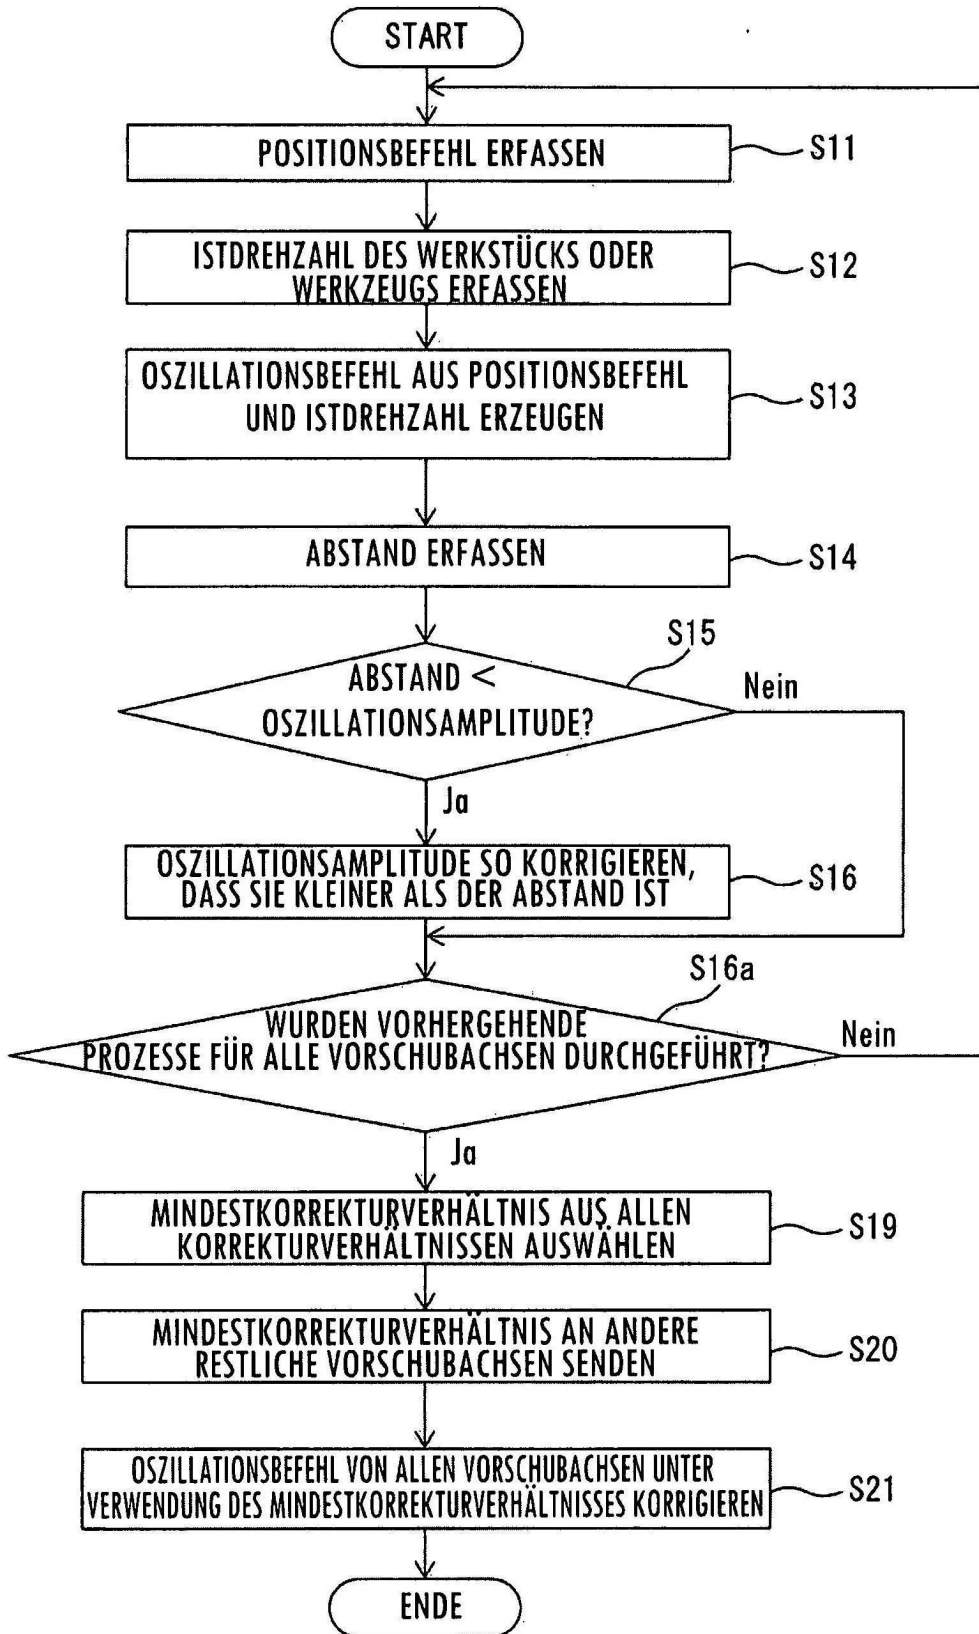 START
POSITIONSBEFEHL ERFASSEN
S11
ISTDREHZAHL DES WERKSTÜCKS ODER
WERKZEUGS ERFASSEN
S12
OSZILLATIONSBEFEHL AUS POSITIONSBEFEHL
UND ISTDREHZAHL ERZEUGEN
S13
ABSTAND ERFASSEN
S14
S15
ABSTAND <
OSZILLATIONSAMPLITUDE?
Nein
Ja
OSZILLATIONSAMPLITUDE SO KORRIGIEREN,
DASS SIE KLEINER ALS DER ABSTAND IST
S16
S16a
WURDEN VORHERGEHENDE
PROZESSE FÜR ALLE VORSCHUBACHSEN DURCHGEFÜHRT?
Nein
Ja
MINDESTKORREKTURVERHÄLTNIS AUS ALLEN
KORREKTURVERHÄLTNISSEN AUSWÄHLEN
S19
MINDESTKORREKTURVERHÄLTNIS AN ANDERE
RESTLICHE VORSCHUBACHSEN SENDEN
S20
OSZILLATIONSBEFEHL VON ALLEN VORSCHUBACHSEN UNTER
VERWENDUNG DES MINDESTKORREKTURVERHÄLTNISSES KORRIGIEREN
S21
ENDE